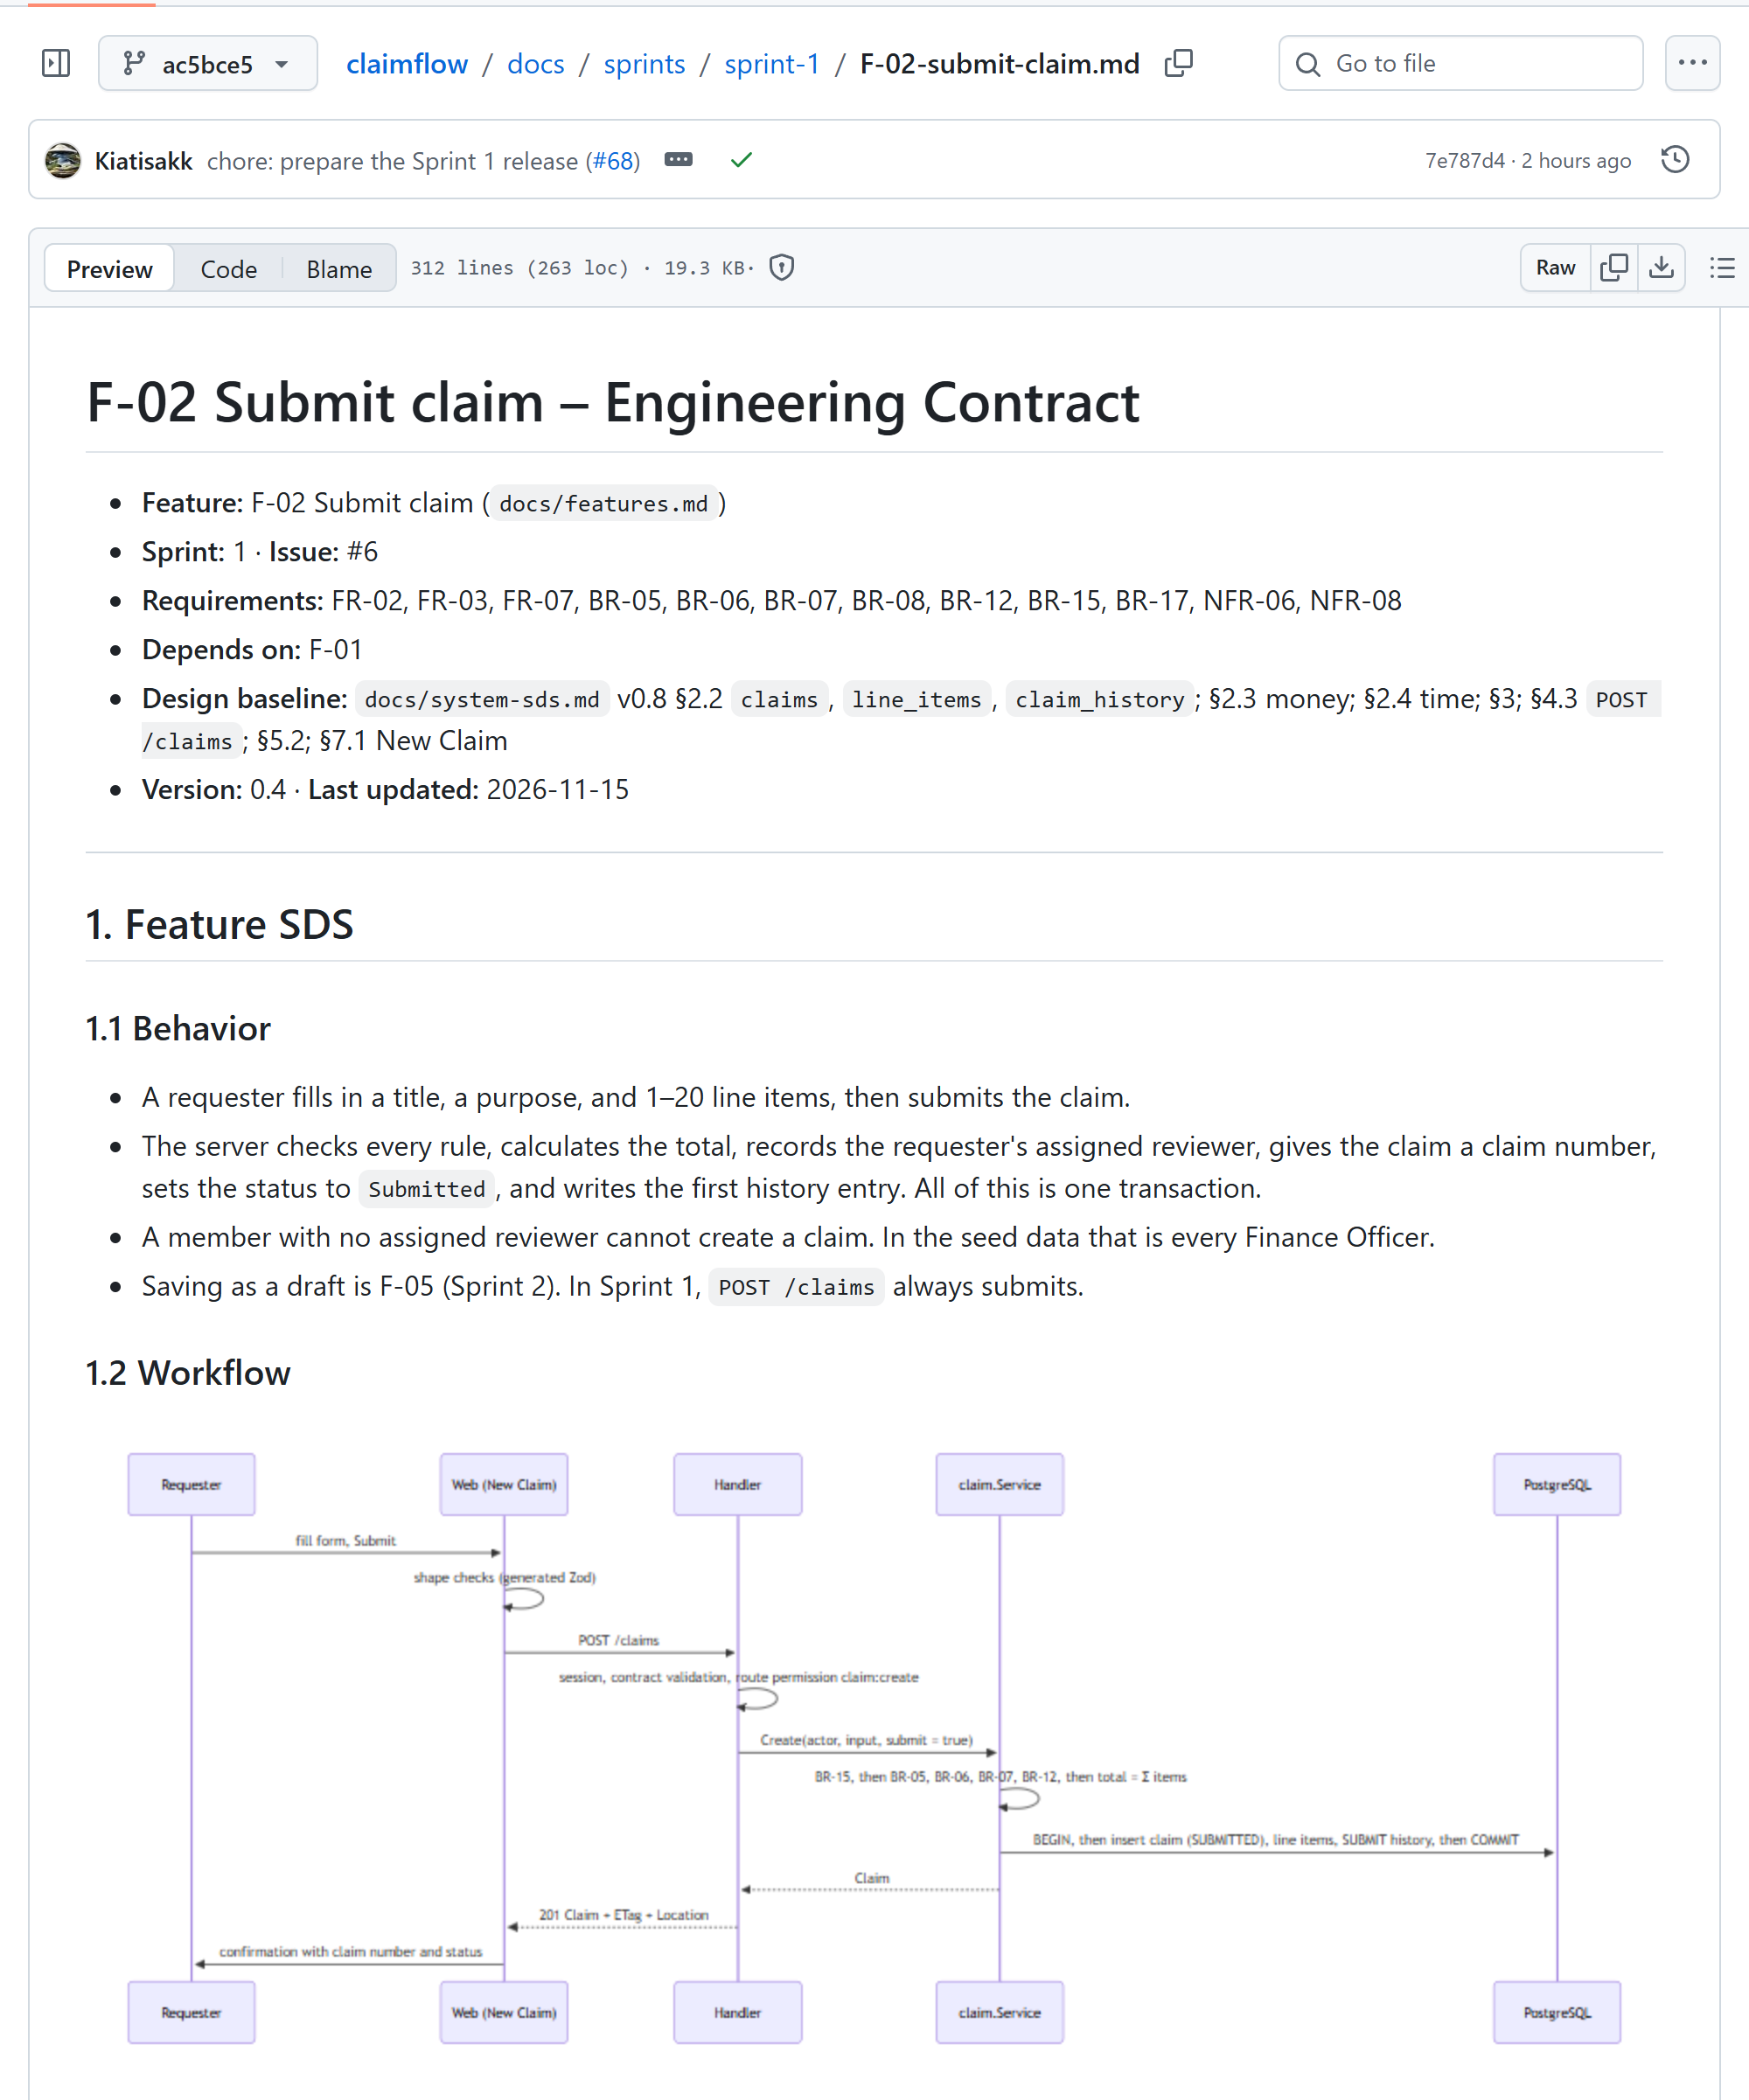 ac5bce5
claimflow / docs / sprints / sprint-1 / F-02-submit-claim.md
Go to file
Kiatisakk chore: prepare the Sprint 1 release (#68)
7e787d4 · 2 hours ago
Preview Code Blame 312 lines (263 loc) · 19.3 KB·
Raw
F-02 Submit claim – Engineering Contract
Feature: F-02 Submit claim ( docs/features.md )
Sprint: 1 · Issue: #6
Requirements: FR-02, FR-03, FR-07, BR-05, BR-06, BR-07, BR-08, BR-12, BR-15, BR-17, NFR-06, NFR-08
Depends on: F-01
Design baseline: docs/system-sds.md v0.8 §2.2 claims , line_items , claim_history ; §2.3 money; §2.4 time; §3; §4.3 POST
/claims ; §5.2; §7.1 New Claim
Version: 0.4 · Last updated: 2026-11-15
1. Feature SDS
1.1 Behavior
A requester fills in a title, a purpose, and 1–20 line items, then submits the claim.
The server checks every rule, calculates the total, records the requester's assigned reviewer, gives the claim a claim number,
sets the status to Submitted , and writes the first history entry. All of this is one transaction.
A member with no assigned reviewer cannot create a claim. In the seed data that is every Finance Officer.
Saving as a draft is F-05 (Sprint 2). In Sprint 1, POST /claims always submits.
1.2 Workflow
Requester
Web (New Claim)
Handler
claim.Service
PostgreSQL
fill form, Submit
shape checks (generated Zod)
POST /claims
session, contract validation, route permission claim:create
Create(actor, input, submit = true)
BR-15, then BR-05, BR-06, BR-07, BR-12, then total = Σ items
BEGIN, then insert claim (SUBMITTED), line items, SUBMIT history, then COMMIT
Claim
201 Claim + ETag + Location
confirmation with claim number and status
Requester
Web (New Claim)
Handler
claim.Service
PostgreSQL